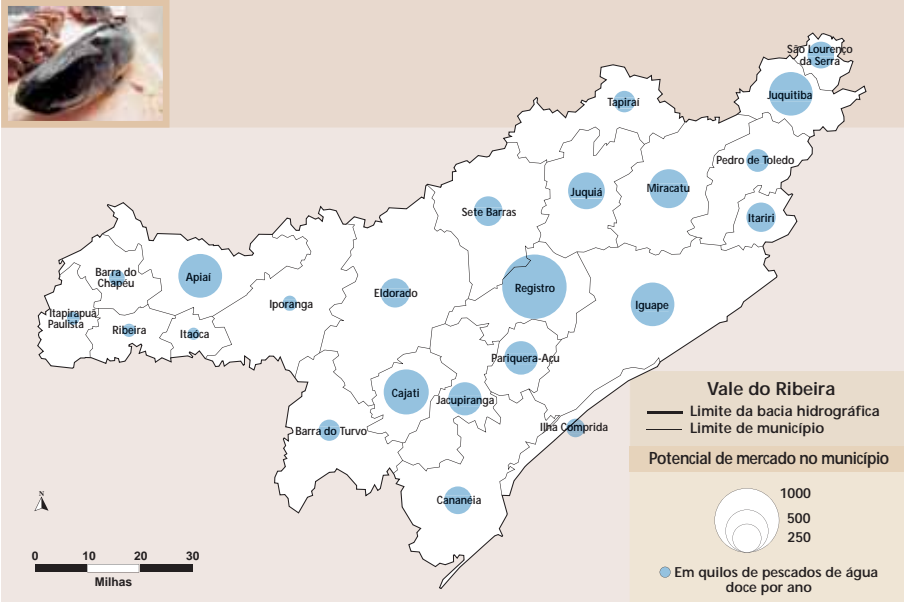 São Lourenço
da Serra
Juquitiba
Tapiraí
Pedro de Toledo
Juquiá
Miracatu
Sete Barras
Itariri
Barra do
Chapéu
Apiaí
Registro
Eldorado
Iporanga
Iguape
Itapirapuã
Paulista
Ribeira
Itaóca
Pariquera-Açu
Cajati
Jacupiranga
Barra do Turvo
Ilha Comprida
Cananéia
Vale do Ribeira
Limite da bacia hidrográfica
Limite de município
Potencial de mercado no município
1000
500
250
Em quilos de pescados de água
doce por ano
N
0 10 20 30
Milhas